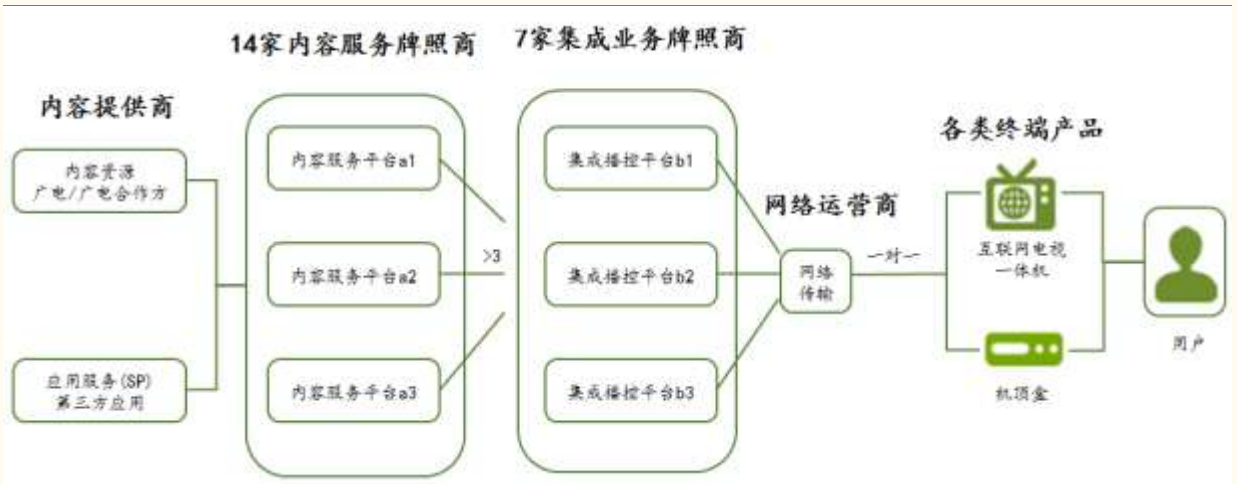 14家内容服务牌照商
7家集成业务牌照商
内容提供商
各类终端产品
内容资源
广电/广电合作方
内容服务平台a1
集成播控平台b1
网络运营商
>3
一对一
互联网电视
一体机
内容服务平台a2
集成播控平台b2
网络
传输
用户
应用服务(SP)
第三方应用
内容服务平台a3
集成播控平台b3
机顶盒